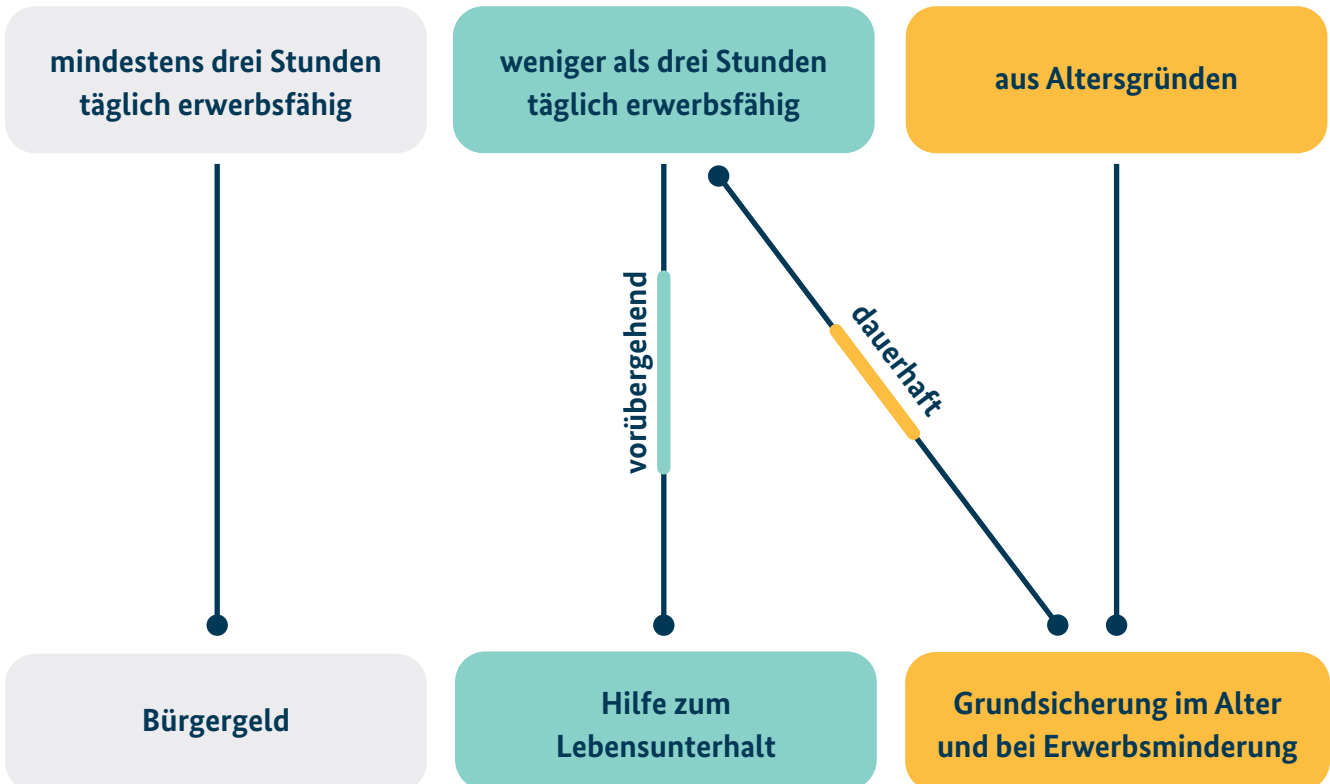 mindestens drei Stunden
täglich erwerbsfähig
weniger als drei Stunden
täglich erwerbsfähig
aus Altersgründen
vorübergehend
dauerhaft
Bürgergeld
Hilfe zum
Lebensunterhalt
Grundsicherung im Alter
und bei Erwerbsminderung